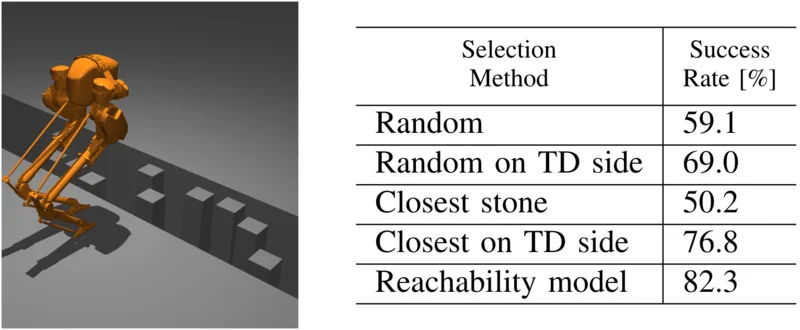 Selection Method Success Rate [%]
Random 59.1
Random on TD side 69.0
Closest stone 50.2
Closest on TD side 76.8
Reachability model 82.3